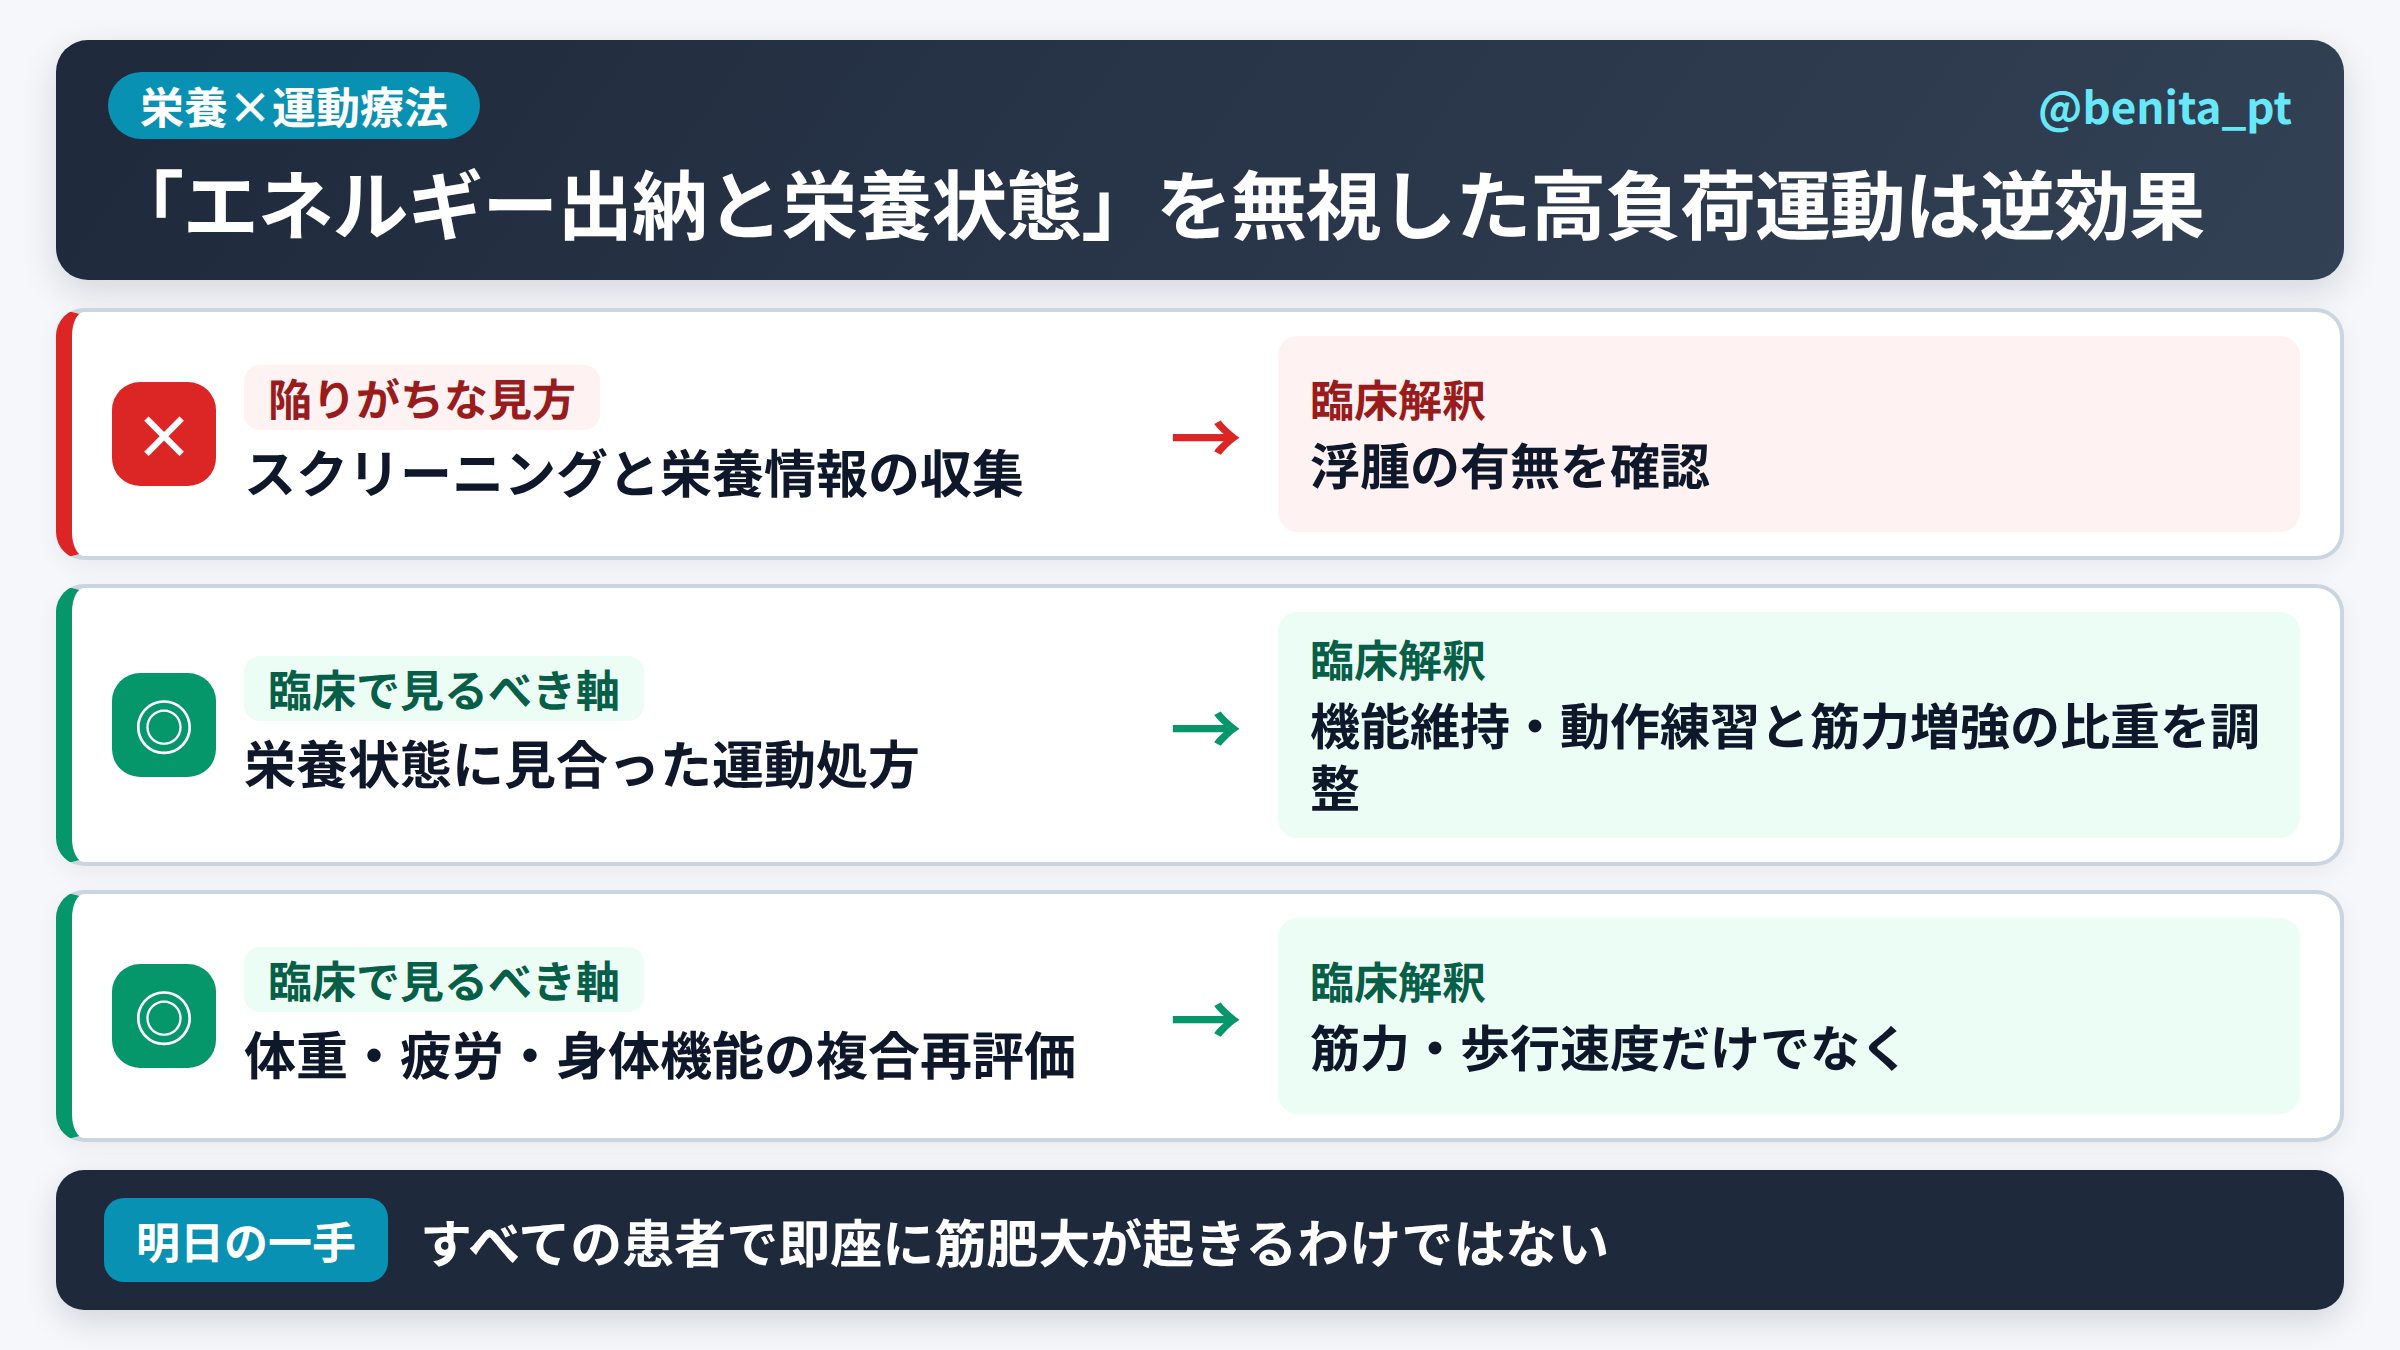 栄養×運動療法
@benita_pt
「エネルギー出納と栄養状態」を無視した高負荷運動は逆効果
×
陥りがちな見方
スクリーニングと栄養情報の収集
→
臨床解釈
浮腫の有無を確認
◎
臨床で見るべき軸
栄養状態に見合った運動処方
→
臨床解釈
機能維持・動作練習と筋力増強の比重を調
整
◎
臨床で見るべき軸
体重・疲労・身体機能の複合再評価
→
臨床解釈
筋力・歩行速度だけでなく
明日の一手
すべての患者で即座に筋肥大が起きるわけではない